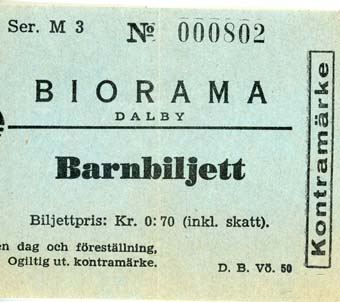 Ser. M 3 № 000802
BIORAMA
DALBY
Barnbiljett
Biljettpris: Kr. 0:70 (inkl. skatt).
dag och föreställning,
Ogiltig ut. kontramärke.
D. B. Vö. 50
Kontramärke